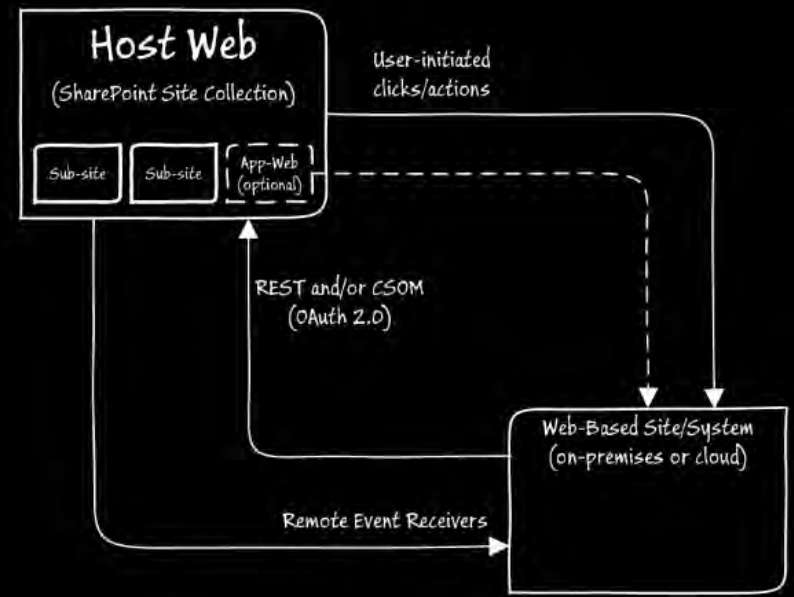 Host Web
(SharePoint Site Collection)
Sub-site
Sub-site
App-Web
(optional)
User-initiated
clicks/actions
REST and/or CSOM
(OAuth 2.0)
Web-Based Site/System
(on-premises or cloud)
Remote Event Receivers